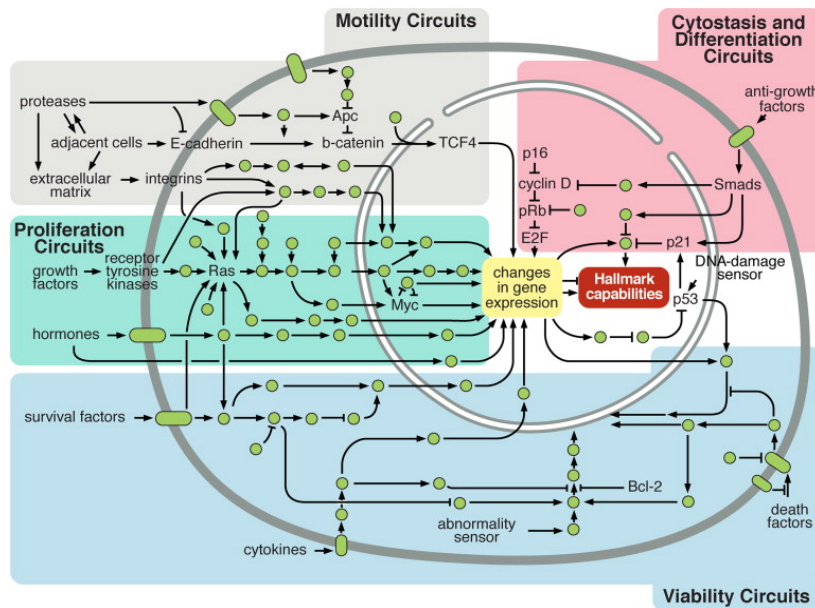 Motility Circuits
Cytostasis and
Differentiation
Circuits
proteases
Apc
anti-growth
factors
adjacent cells
E-cadherin
b-catenin
TCF4
p16
extracellular
matrix
integrins
cyclin D
Smads
pRb
Proliferation
Circuits
E2F
p21
receptor
tyrosine
kinases
growth
factors
Ras
DNA-damage
sensor
changes
in gene
expression
Hallmark
capabilities
Myc
p53
hormones
survival factors
Bcl-2
abnormality
sensor
death
factors
cytokines
Viability Circuits